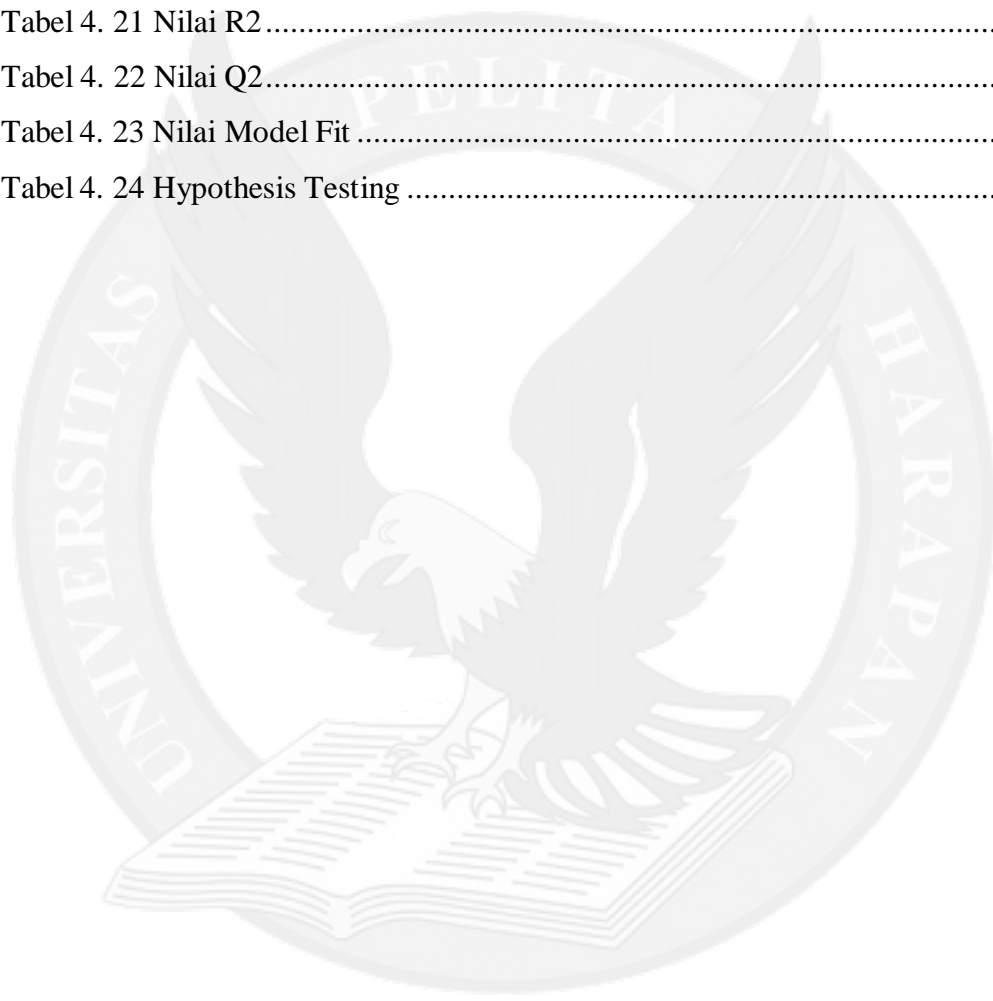 Tabel 4. 21 Nilai R2....................................................................................................
Tabel 4. 22 Nilai Q2....................................................................................................
Tabel 4. 23 Nilai Model Fit .........................................................................................
Tabel 4. 24 Hypothesis Testing ..................................................................................
UNIVERSITAS PELITA HARAPAN